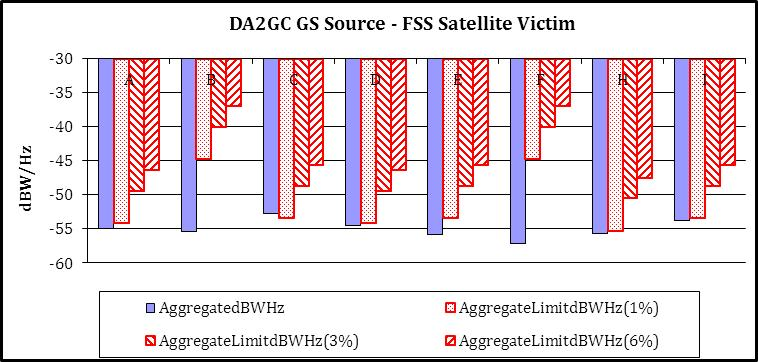 DA2GC GS Source - FSS Satellite Victim
-30
A B C D E F H I
-35
-40
-45
-50
-55
-60
dBW/Hz
AggregatedBWHz
AggregateLimitdBWHz(1%)
AggregateLimitdBWHz(3%)
AggregateLimitdBWHz(6%)